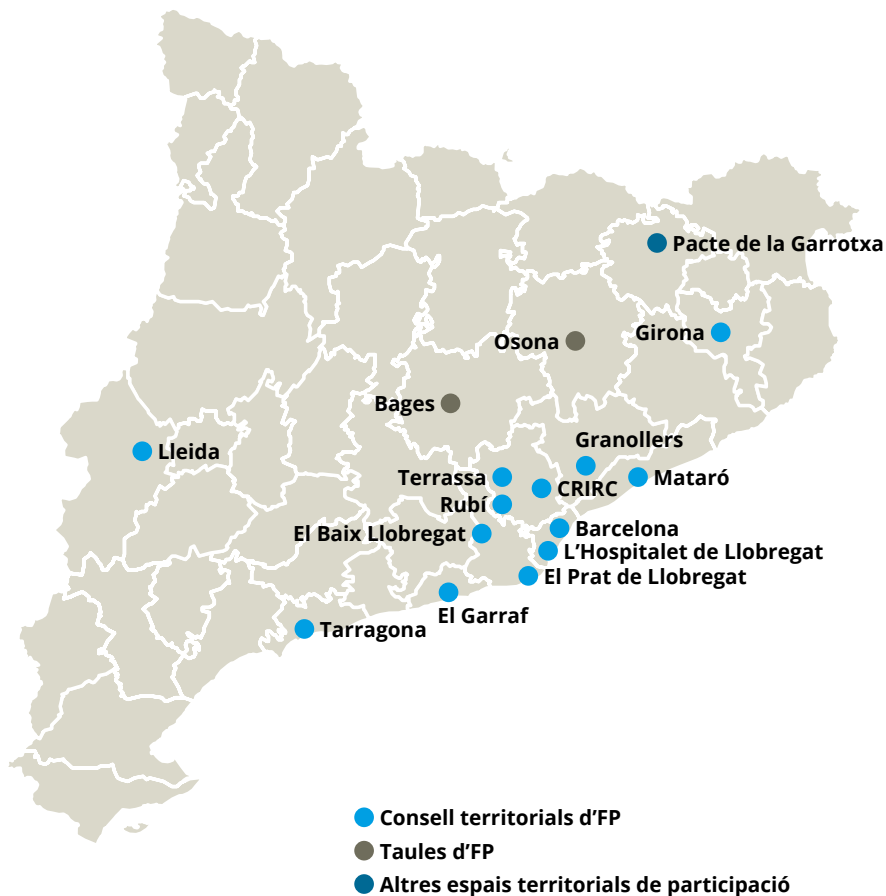 Pacte de la Garrotxa
Girona
Osona
Bages
Granollers
Lleida
Terrassa
CRIRC
Mataró
Rubí
Barcelona
El Baix Llobregat
L’Hospitalet de Llobregat
El Prat de Llobregat
El Garraf
Tarragona
Consell territorials d’FP
Taules d’FP
Altres espais territorials de participació